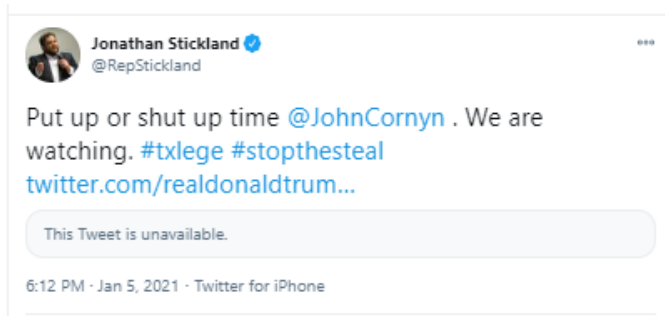 Jonathan Stickland
@RepStickland
Put up or shut up time @JohnCornyn . We are
watching. #txlege #stopthesteal
twitter.com/realdonaldtrum...
This Tweet is unavailable.
6:12 PM · Jan 5, 2021 · Twitter for iPhone